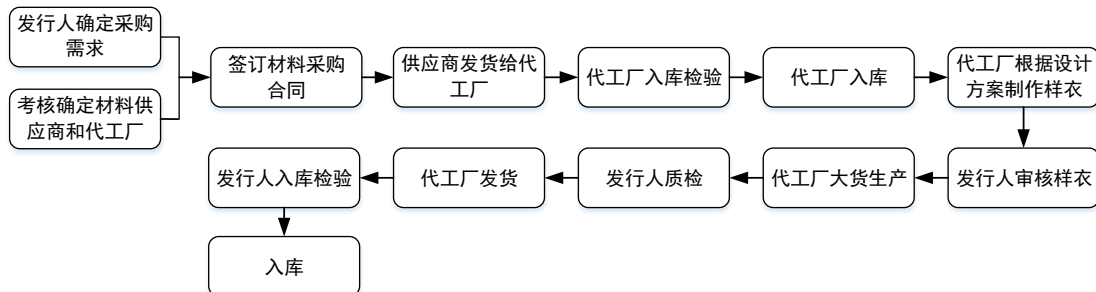 发行人确定采购
需求
考核确定材料供
应商和代工厂
签订材料采购
合同
供应商发货给代
工厂
代工厂入库检验
代工厂入库
代工厂根据设计
方案制作样衣
发行人审核样衣
代工厂大货生产
发行人质检
代工厂发货
发行人入库检验
入库